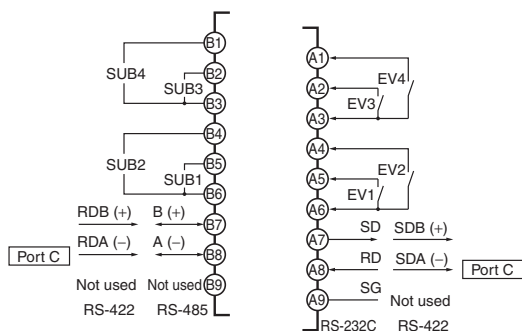 B1
SUB4
B2
SUB3
B3
B4
SUB2
B5
SUB1
B6
RDB (+) B (+) B7
RDA (−) A (−) B8
Port C
Not used Not used B9
RS-422 RS-485
A1
EV4
A2
EV3
A3
A4
EV2
A5
EV1
A6
A7 SD SDB (+)
A8 RD SDA (−) Port C
A9 SG Not used
RS-232C RS-422